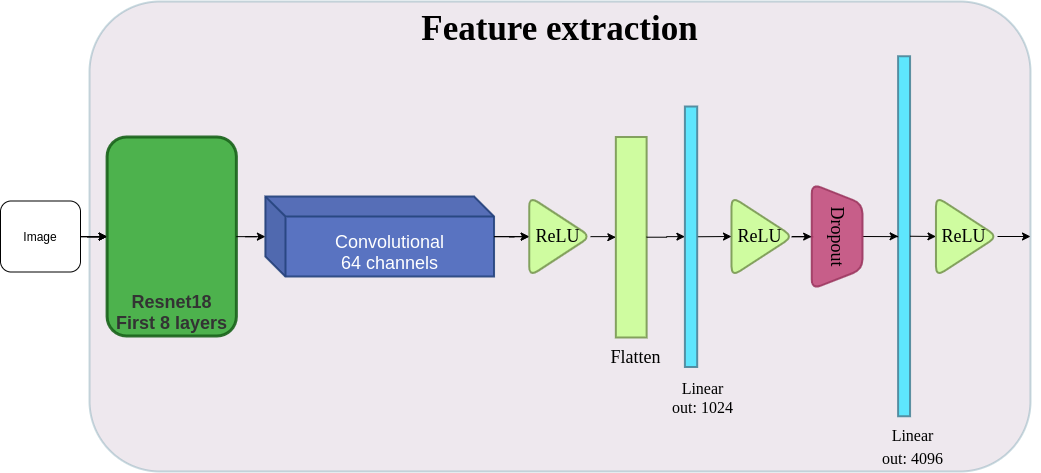 Feature extraction
Image
Resnet18
First 8 layers
Convolutional
64 channels
ReLU
Flatten
Linear
out: 1024
ReLU
Dropout
Linear
out: 4096
ReLU